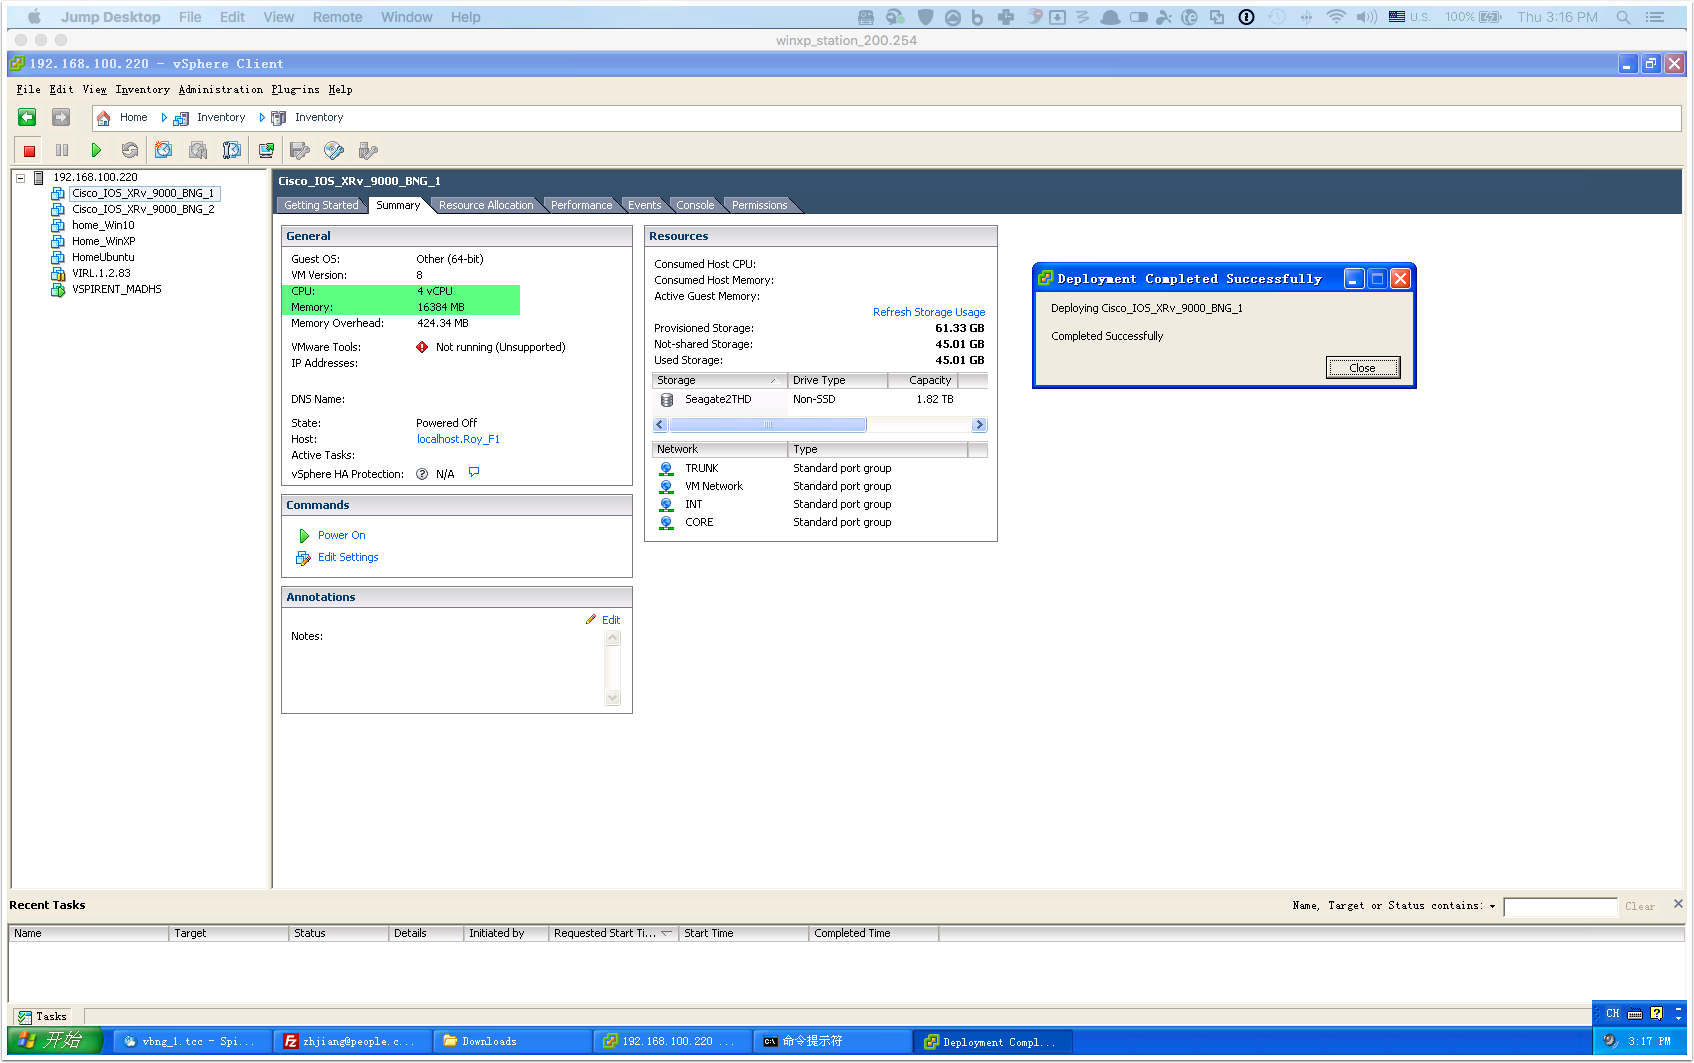 Jump Desktop File Edit View Remote Window Help U.S. 100% Thu 3:16 PM
winxp_station_200.254
192.168.100.220 - vSphere Client
File Edit View Inventory Administration Plug-ins Help
Home Inventory Inventory
192.168.100.220
Cisco_IOS_XRv_9000_BNG_1
Cisco_IOS_XRv_9000_BNG_2
home_Win10
Home_WinXP
HomeUbuntu
VIRL.1.2.83
VSPIRENT_MADHS
Cisco_IOS_XRv_9000_BNG_1
Getting Started Summary Resource Allocation Performance Events Console Permissions
General
Guest OS: Other (64-bit)
VM Version: 8
CPU: 4 vCPU
Memory: 16384 MB
Memory Overhead: 424.34 MB
VMware Tools: Not running (Unsupported)
IP Addresses:
DNS Name:
State: Powered Off
Host: localhost.Roy_F1
Active Tasks:
vSphere HA Protection: N/A
Commands
Power On
Edit Settings
Annotations
Edit
Notes:
Resources
Consumed Host CPU:
Consumed Host Memory:
Active Guest Memory:
Refresh Storage Usage
Provisioned Storage: 61.33 GB
Not-shared Storage: 45.01 GB
Used Storage: 45.01 GB
Storage Drive Type Capacity
Seagate2THD Non-SSD 1.82 TB
Network Type
TRUNK Standard port group
VM Network Standard port group
INT Standard port group
CORE Standard port group
Deployment Completed Successfully
Deploying Cisco_IOS_XRv_9000_BNG_1
Completed Successfully
Close
Recent Tasks
Name, Target or Status contains: Clear
Name Target Status Details Initiated by Requested Start Ti... Start Time Completed Time
Tasks
CH
开始 vbng_1.tcc - Spi... zhjiang@people.c... Downloads 192.168.100.220 ... 命令提示符 Deployment Compl... 3:17 PM